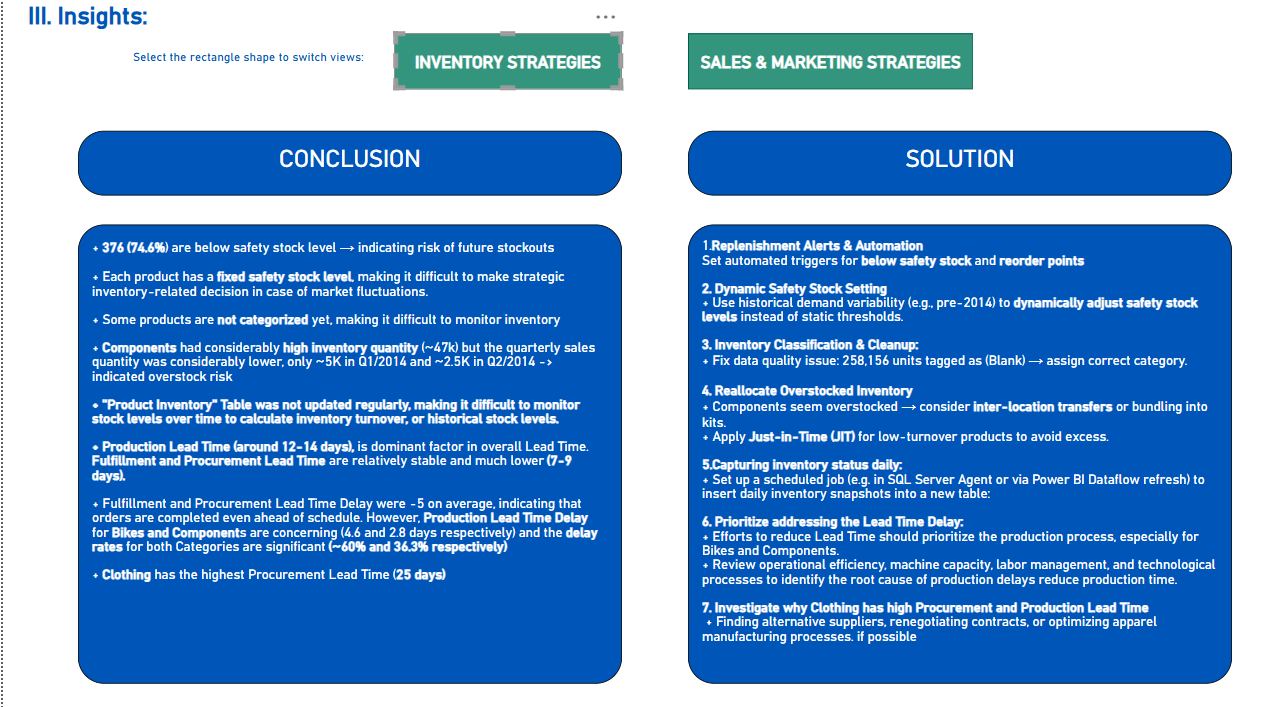 III. Insights:
Select the rectangle shape to switch views:
INVENTORY STRATEGIES
SALES & MARKETING STRATEGIES
CONCLUSION
+ 376 (74.6%) are below safety stock level → indicating risk of future stockouts
+ Each product has a fixed safety stock level, making it difficult to make strategic
inventory-related decision in case of market fluctuations.
+ Some products are not categorized yet, making it difficult to monitor inventory
+ Components had considerably high inventory quantity (~47k) but the quarterly sales
quantity was considerably lower, only ~5K in Q1/2014 and ~2.5K in Q2/2014 ->
indicated overstock risk
+ "Product Inventory" Table was not updated regularly, making it difficult to monitor
stock levels over time to calculate inventory turnover, or historical stock levels.
+ Production Lead Time (around 12-14 days), is dominant factor in overall Lead Time.
Fulfillment and Procurement Lead Time are relatively stable and much lower (7-9
days).
+ Fulfillment and Procurement Lead Time Delay were -5 on average, indicating that
orders are completed even ahead of schedule. However, Production Lead Time Delay
for Bikes and Components are concerning (4.6 and 2.8 days respectively) and the delay
rates for both Categories are significant (~60% and 36.3% respectively)
+ Clothing has the highest Procurement Lead Time (25 days)
SOLUTION
1.Replenishment Alerts & Automation
Set automated triggers for below safety stock and reorder points
2. Dynamic Safety Stock Setting
+ Use historical demand variability (e.g., pre-2014) to dynamically adjust safety stock
levels instead of static thresholds.
3. Inventory Classification & Cleanup:
+ Fix data quality issue: 258,156 units tagged as (Blank) → assign correct category.
4. Reallocate Overstocked Inventory
+ Components seem overstocked → consider inter-location transfers or bundling into
kits.
+ Apply Just-in-Time (JIT) for low-turnover products to avoid excess.
5.Capturing inventory status daily:
+ Set up a scheduled job (e.g. in SQL Server Agent or via Power BI Dataflow refresh) to
insert daily inventory snapshots into a new table:
6. Prioritize addressing the Lead Time Delay:
+ Efforts to reduce Lead Time should prioritize the production process, especially for
Bikes and Components.
+ Review operational efficiency, machine capacity, labor management, and technological
processes to identify the root cause of production delays reduce production time.
7. Investigate why Clothing has high Procurement and Production Lead Time
+ Finding alternative suppliers, renegotiating contracts, or optimizing apparel
manufacturing processes. if possible